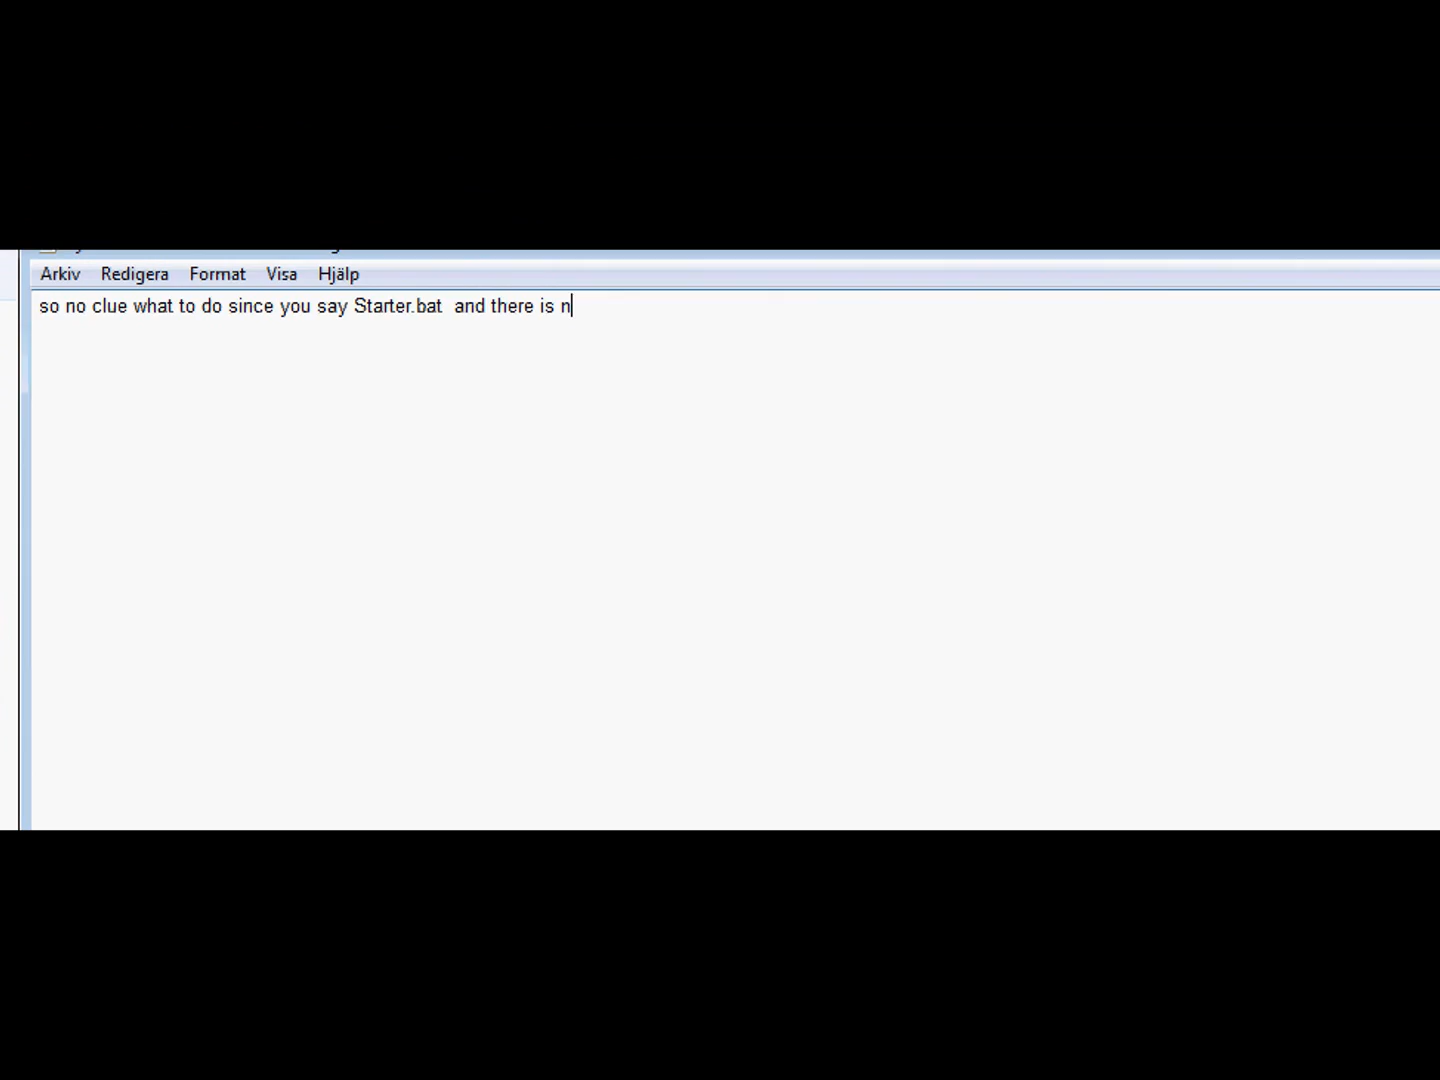 Arkiv Redigera Format Visa Hjälp
so no clue what to do since you say Starter.bat  and there is n